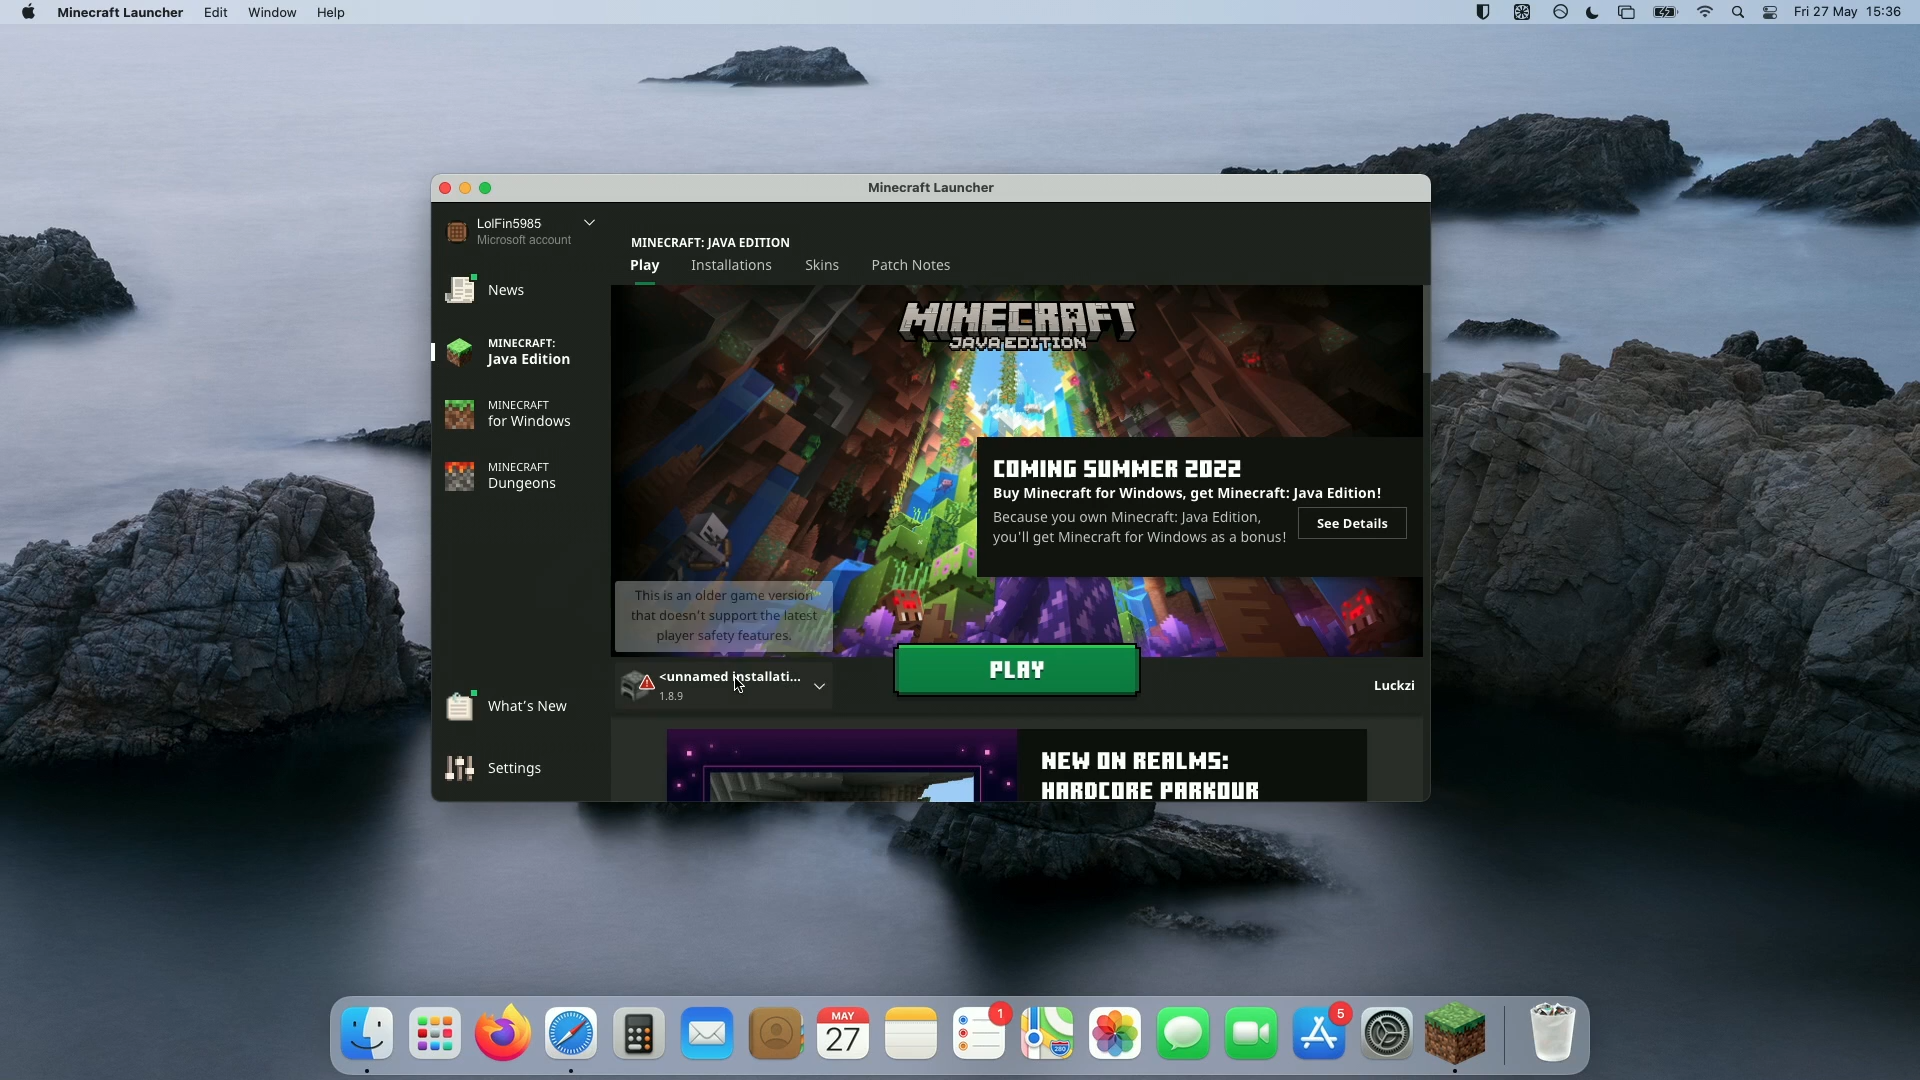 Minecraft Launcher Edit Window Help
Fri 27 May 15:36
Minecraft Launcher
LolFin5985
Microsoft account
News
MINECRAFT:
Java Edition
MINECRAFT
for Windows
MINECRAFT
Dungeons
What's New
Settings
MINECRAFT: JAVA EDITION
Play Installations Skins Patch Notes
MINECRAFT
JAVA EDITION
COMING SUMMER 2022
Buy Minecraft for Windows, get Minecraft: Java Edition!
Because you own Minecraft: Java Edition,
you'll get Minecraft for Windows as a bonus!
See Details
This is an older game version
that doesn't support the latest
player safety features.
<unnamed installati...
1.8.9
PLAY
Luckzi
NEW ON REALMS:
HARDCORE PARKOUR
MAY
27
1
280
5